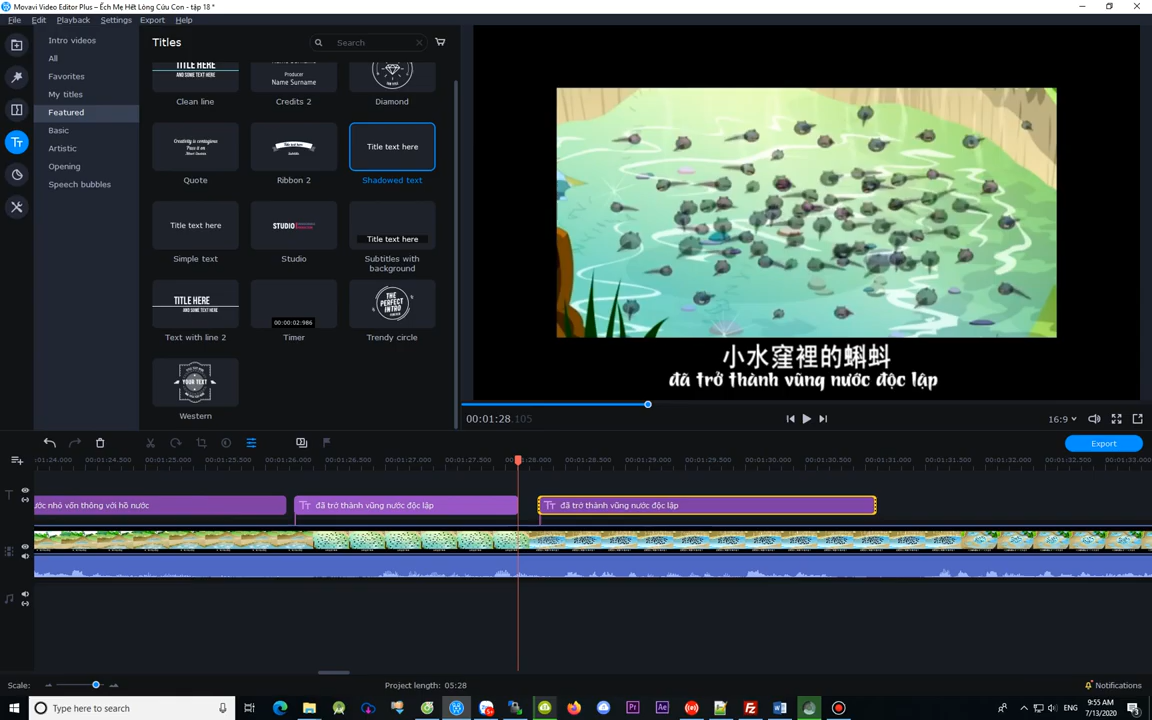 Movavi Video Editor Plus – Ếch Mẹ Hết Lòng Cứu Con - tập 18 *
File Edit Playback Settings Export Help
Intro videos
All
Favorites
My titles
Featured
Basic
Artistic
Opening
Speech bubbles
Titles
Search
TITLE HERE
AND SOME TEXT HERE
Clean line
Name Surname
Producer
Name Surname
Credits 2
Diamond
Creativity is contagious
Pass it on
Quote
Title text here
Subtitle
Ribbon 2
Title text here
Shadowed text
Title text here
Simple text
STUDIO
Studio
Title text here
Subtitles with background
TITLE HERE
AND SOME TEXT HERE
Text with line 2
00:00:02:986
Timer
THE PERFECT INTRO
Trendy circle
YOUR TEXT
Western
小水窪裡的蝌蚪
đã trở thành vũng nước độc lập
00:01:28.105
16:9
Export
:1:24.000 00:01:24.500 00:01:25.000 00:01:25.500 00:01:26.000 00:01:26.500 00:01:27.000 00:01:27.500 00:01:28.000 00:01:28.500 00:01:29.000 00:01:29.500 00:01:30.000 00:01:30.500 00:01:31.000 00:01:31.500 00:01:32.000 00:01:32.500 00:01:33.000
ước nhỏ vốn thông với hồ nước
đã trở thành vũng nước độc lập
đã trở thành vũng nước độc lập
Scale:
Project length: 05:28
Notifications
Type here to search
Pr
Ae
Fz
W
ENG
9:55 AM
7/13/2020
3